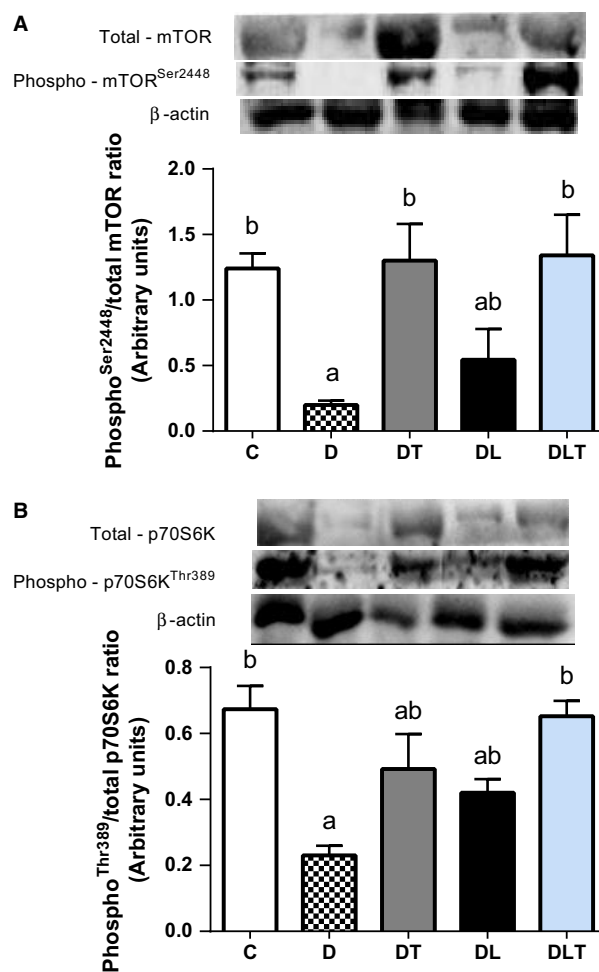 A
Total - mTOR
Phospho - mTOR^Ser2448
β-actin
Phospho^Ser2448/total mTOR ratio
(Arbitrary units)
2.0
1.5
1.0
0.5
0.0
b
a
b
ab
b
C D DT DL DLT
B
Total - p70S6K
Phospho - p70S6K^Thr389
β-actin
Phospho^Thr389/total p70S6K ratio
(Arbitrary units)
0.8
0.6
0.4
0.2
0.0
b
a
ab
ab
b
C D DT DL DLT